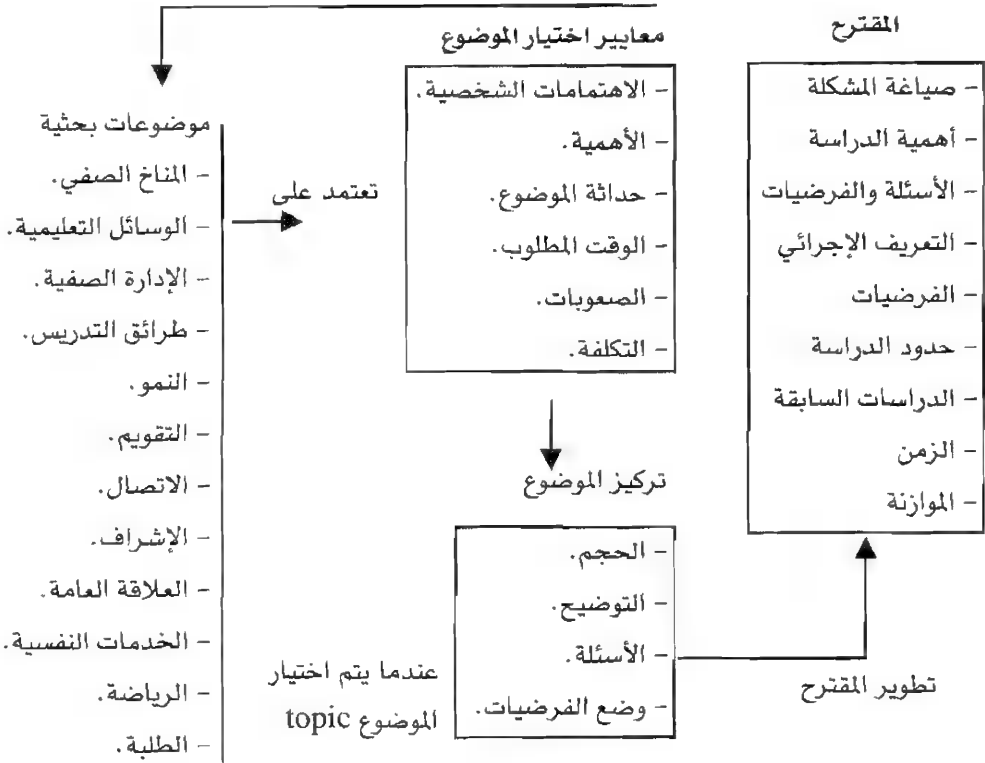 المقترح
- صياغة المشكلة
- أهمية الدراسة
- الأسئلة والفرضيات
- التعريف الإجرائي
- الفرضيات
- حدود الدراسة
- الدراسات السابقة
- الزمن
- الموازنة
تطوير المقترح
معايير اختيار الموضوع
- الاهتمامات الشخصية.
- الأهمية.
- حداثة الموضوع.
- الوقت المطلوب.
- الصعوبات.
- التكلفة.
تركيز الموضوع
- الحجم.
- التوضيح.
- الأسئلة.
- وضع الفرضيات.
عندما يتم اختيار
الموضوع topic
تعتمد على
موضوعات بحثية
- المناخ الصفي.
- الوسائل التعليمية.
- الإدارة الصفية.
- طرائق التدريس.
- النمو.
- التقويم.
- الاتصال.
- الإشراف.
- العلاقة العامة.
- الخدمات النفسية.
- الرياضة.
- الطلبة.